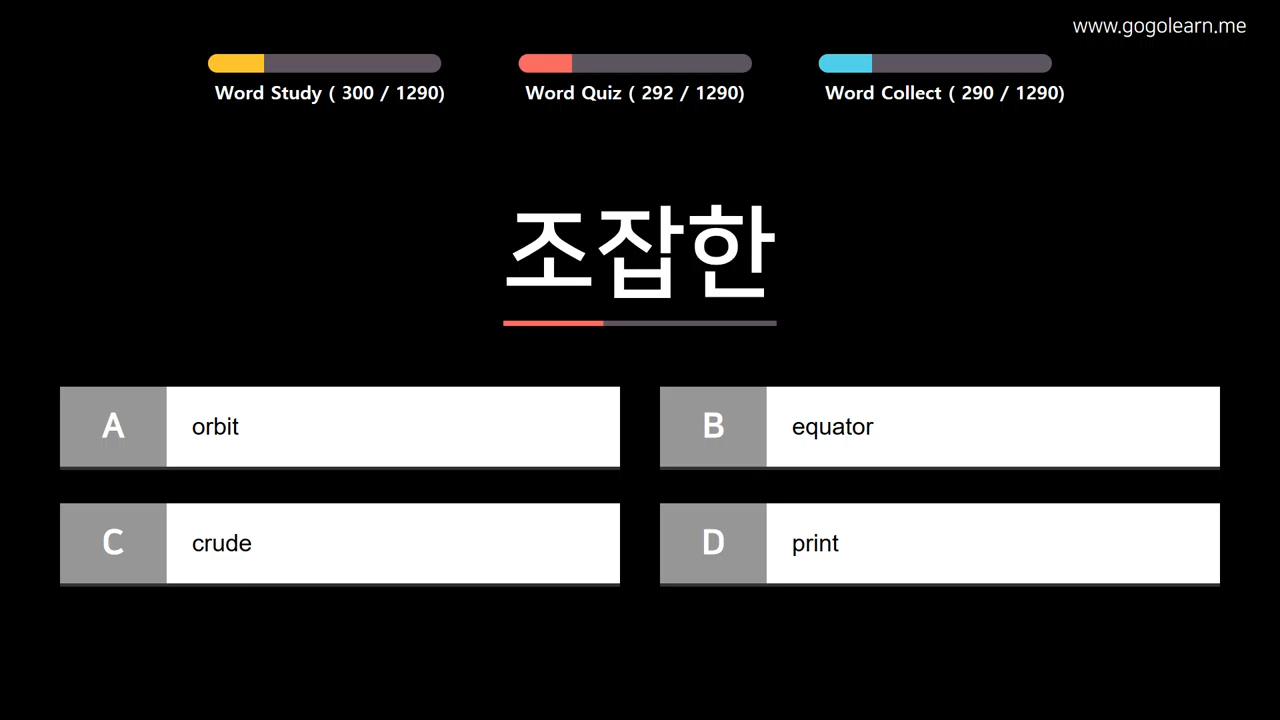 www.gogolearn.me
Word Study ( 300 / 1290)
Word Quiz ( 292 / 1290)
Word Collect ( 290 / 1290)
조잡한
A orbit
B equator
C crude
D print